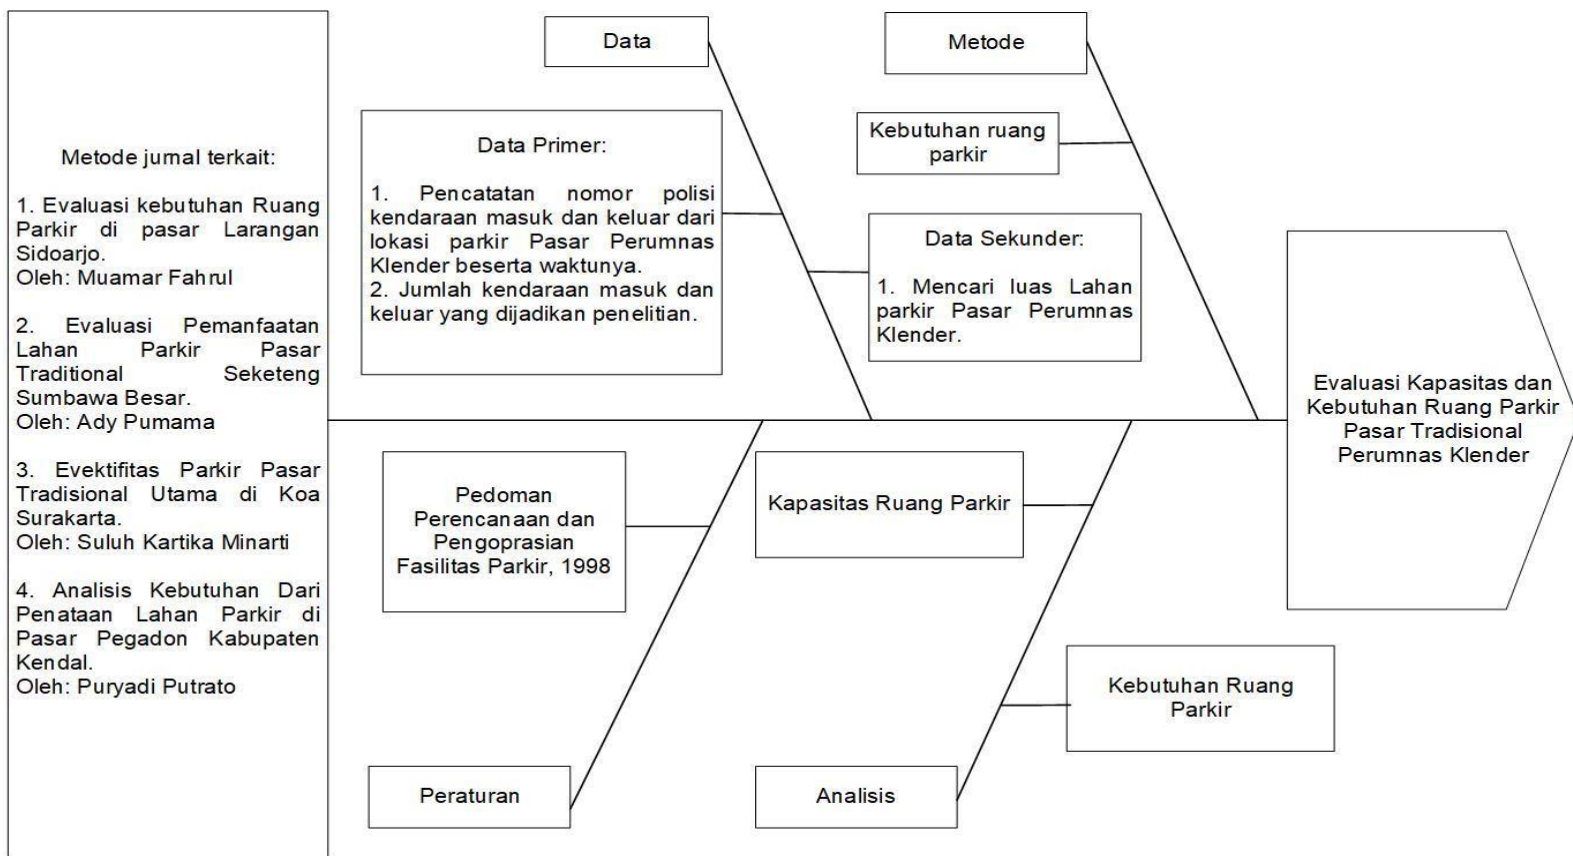 Metode jurnal terkait:
1. Evaluasi kebutuhan Ruang
Parkir di pasar Larangan
Sidoarjo.
Oleh: Muamar Fahrul
2. Evaluasi Pemanfaatan
Lahan Parkir Pasar
Traditional Seketeng
Sumbawa Besar.
Oleh: Ady Pumama
3. Evektifitas Parkir Pasar
Tradisional Utama di Koa
Surakarta.
Oleh: Suluh Kartika Minarti
4. Analisis Kebutuhan Dari
Penataan Lahan Parkir di
Pasar Pegadon Kabupaten
Kendal.
Oleh: Puryadi Putrato
Data
Data Primer:
1. Pencatatan nomor polisi
kendaraan masuk dan keluar dari
lokasi parkir Pasar Perumnas
Klender beserta waktunya.
2. Jumlah kendaraan masuk dan
keluar yang dijadikan penelitian.
Data Sekunder:
1. Mencari luas Lahan
parkir Pasar Perumnas
Klender.
Metode
Kebutuhan ruang
parkir
Pedoman
Perencanaan dan
Pengoprasian
Fasilitas Parkir, 1998
Peraturan
Kapasitas Ruang Parkir
Kebutuhan Ruang
Parkir
Analisis
Evaluasi Kapasitas dan
Kebutuhan Ruang Parkir
Pasar Tradisional
Perumnas Klender